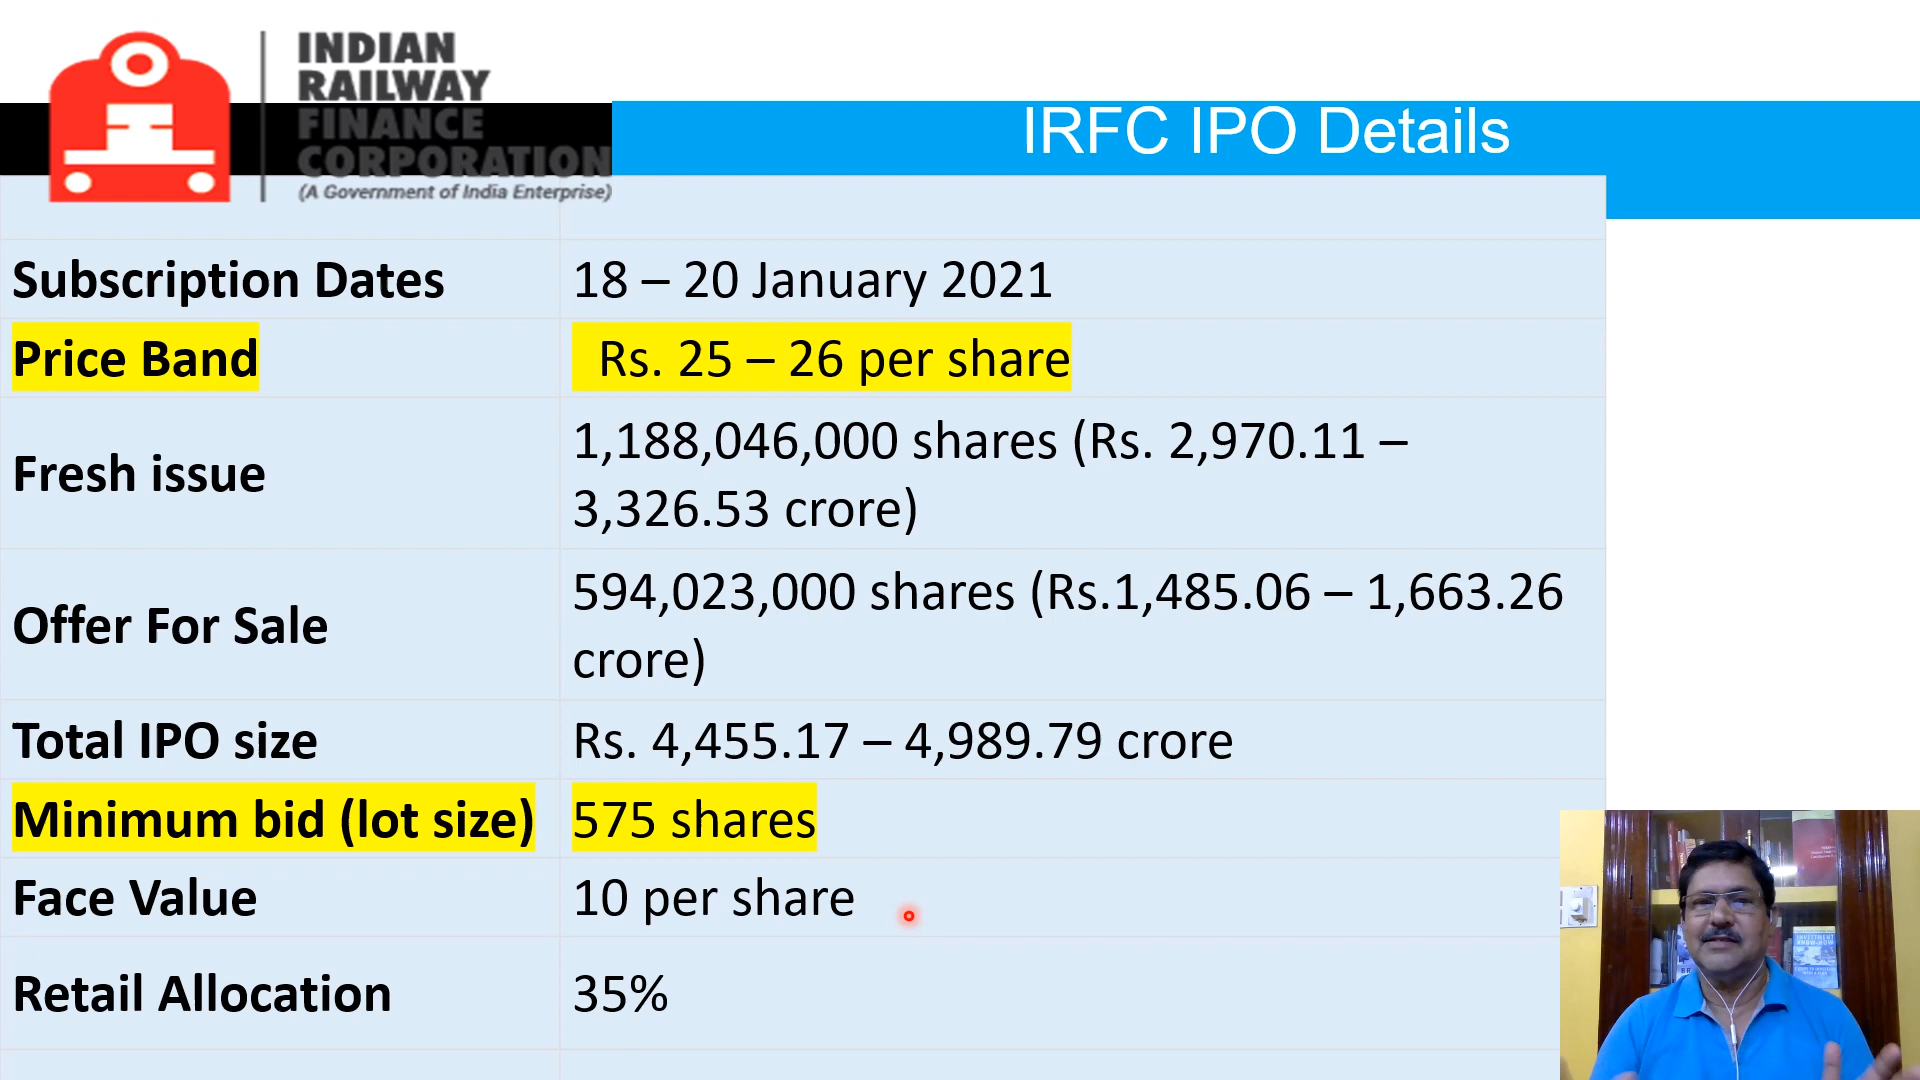 INDIAN
RAILWAY
FINANCE
CORPORATION
(A Government of India Enterprise)
IRFC IPO Details
Subscription Dates
18 – 20 January 2021
Price Band
Rs. 25 – 26 per share
Fresh issue
1,188,046,000 shares (Rs. 2,970.11 –
3,326.53 crore)
Offer For Sale
594,023,000 shares (Rs.1,485.06 – 1,663.26
crore)
Total IPO size
Rs. 4,455.17 – 4,989.79 crore
Minimum bid (lot size)
575 shares
Face Value
10 per share
Retail Allocation
35%